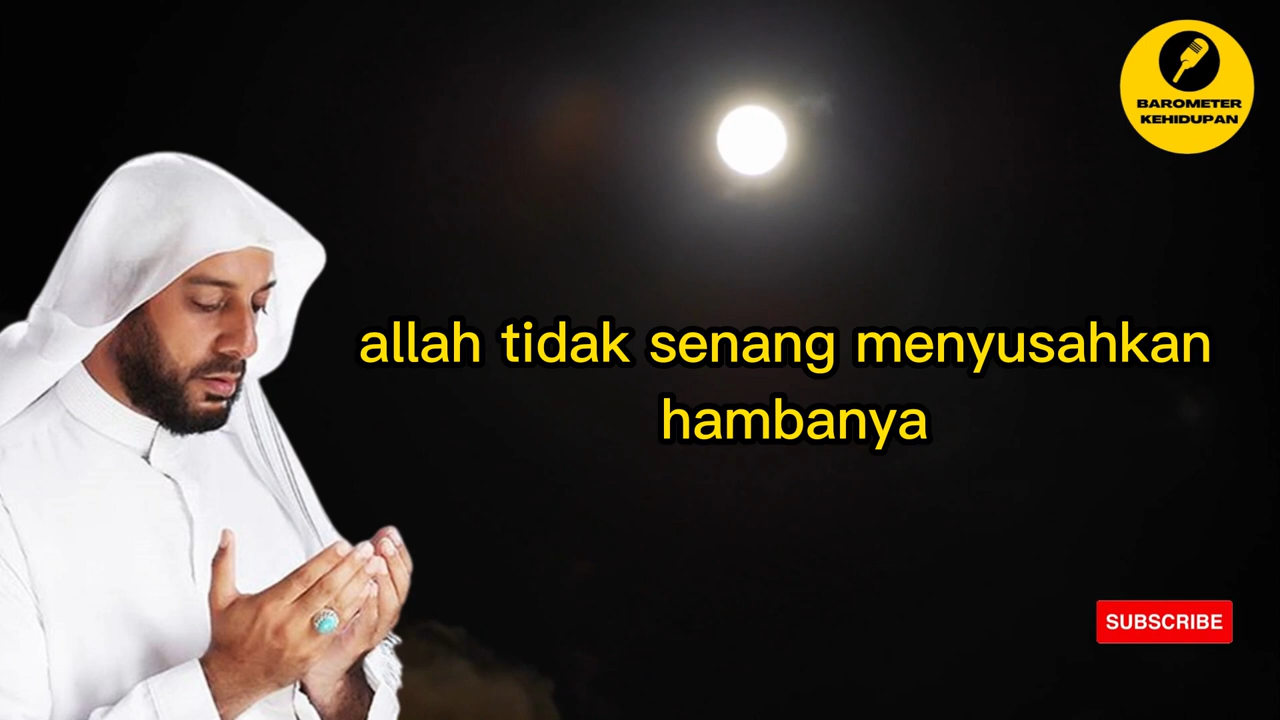 BAROMETER
KEHIDUPAN
allah tidak senang menyusahkan
hambanya
SUBSCRIBE